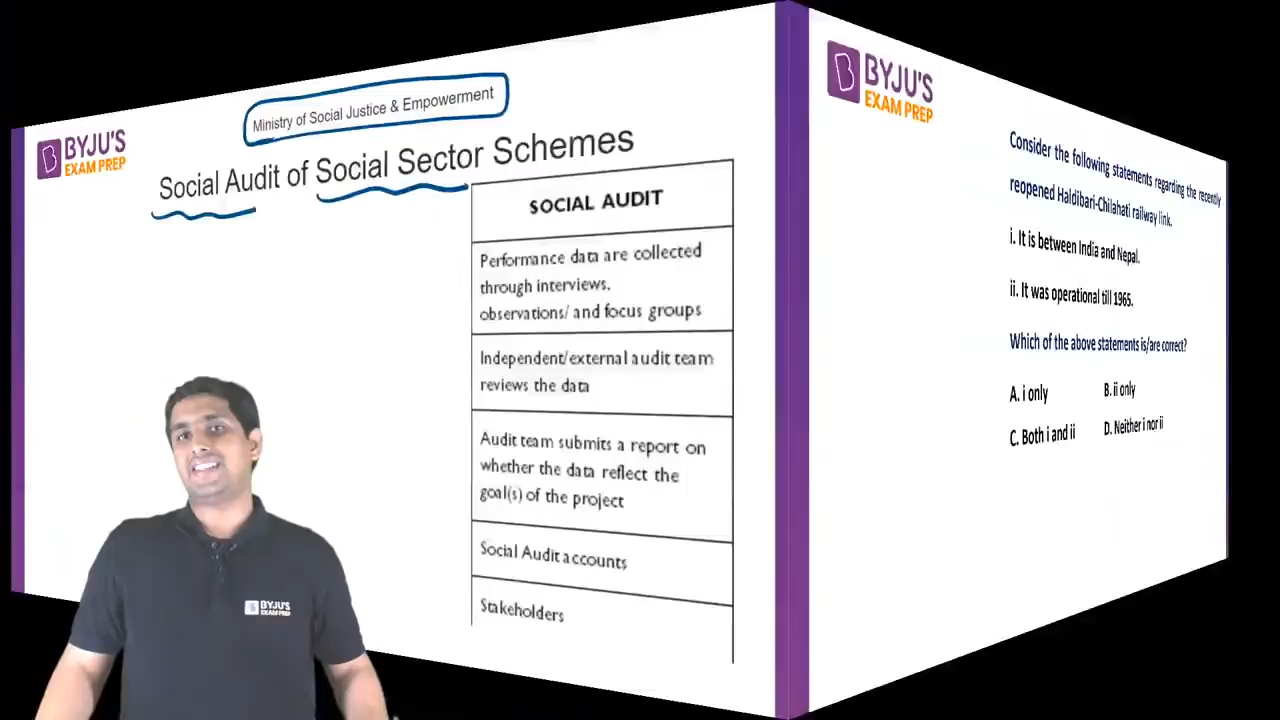 BYJU'S
EXAM PREP
Ministry of Social Justice & Empowerment
Social Audit of Social Sector Schemes
SOCIAL AUDIT
Performance data are collected
through interviews.
observations/ and focus groups
Independent/external audit team
reviews the data
Audit team submits a report on
whether the data reflect the
goal(s) of the project
Social Audit accounts
Stakeholders
BYJU'S
EXAM PREP
BYJU'S
EXAM PREP
Consider the following statements regarding the recently
reopened Haldibari-Chilahati railway link.
i. It is between India and Nepal.
ii. It was operational till 1965.
Which of the above statements is/are correct?
A. i only
B. ii only
C. Both i and ii
D. Neither i nor ii